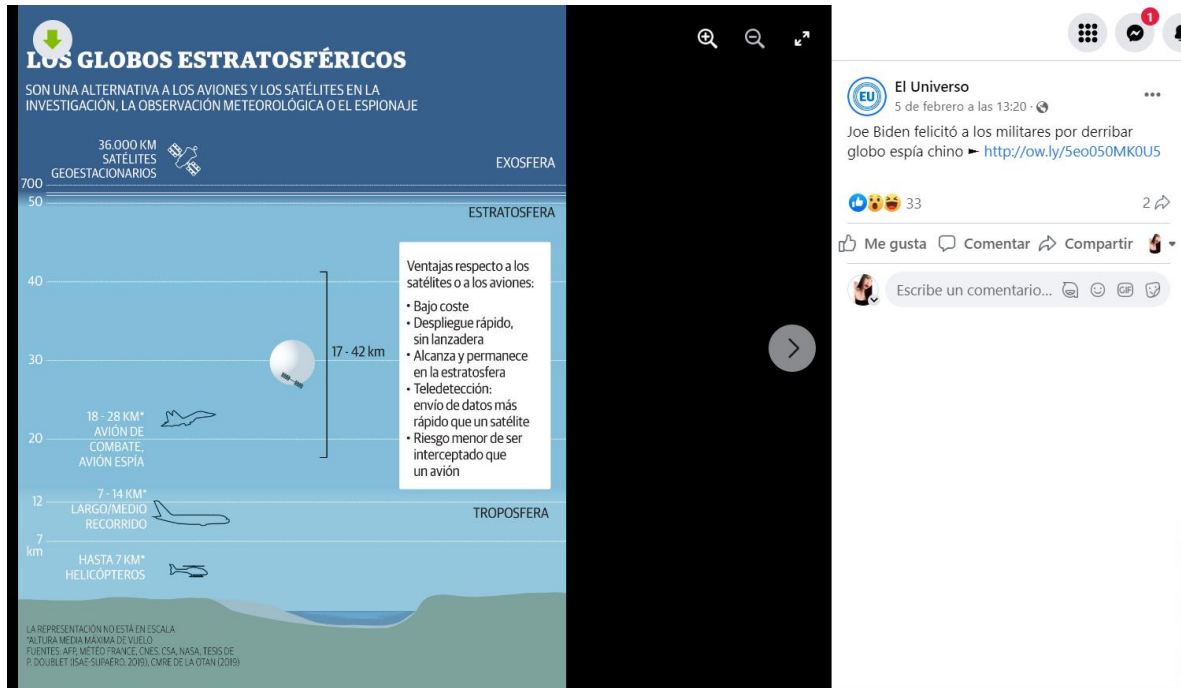 LOS GLOBOS ESTRATOSFÉRICOS
SON UNA ALTERNATIVA A LOS AVIONES Y LOS SATÉLITES EN LA
INVESTIGACIÓN, LA OBSERVACIÓN METEOROLÓGICA O EL ESPIONAJE
36.000 KM
SATÉLITES
GEOESTACIONARIOS
EXOSFERA
700
50
ESTRATOSFERA
40
30
17 - 42 km
Ventajas respecto a los
satélites o a los aviones:
• Bajo coste
• Despliegue rápido,
sin lanzadera
• Alcanza y permanece
en la estratosfera
• Teledetección:
envío de datos más
rápido que un satélite
• Riesgo menor de ser
interceptado que
un avión
18 - 28 KM*
AVIÓN DE
COMBATE,
AVIÓN ESPÍA
20
12
7 - 14 KM*
LARGO/MEDIO
RECORRIDO
TROPOSFERA
7
km
HASTA 7 KM*
HELICÓPTEROS
LA REPRESENTACIÓN NO ESTÁ EN ESCALA
*ALTURA MEDIA MÁXIMA DE VUELO
FUENTES: AFP, MÉTÉO FRANCE, CNES, CSA, NASA, TESIS DE
P. DOUBLET (ISAE-SUPAÉRO, 2019), CMRE DE LA OTAN (2019)
1
EU
El Universo
5 de febrero a las 13:20 ·
Joe Biden felicitó a los militares por derribar
globo espía chino ► http://ow.ly/5eo050MK0U5
33
2
Me gusta Comentar Compartir
Escribe un comentario...
GIF